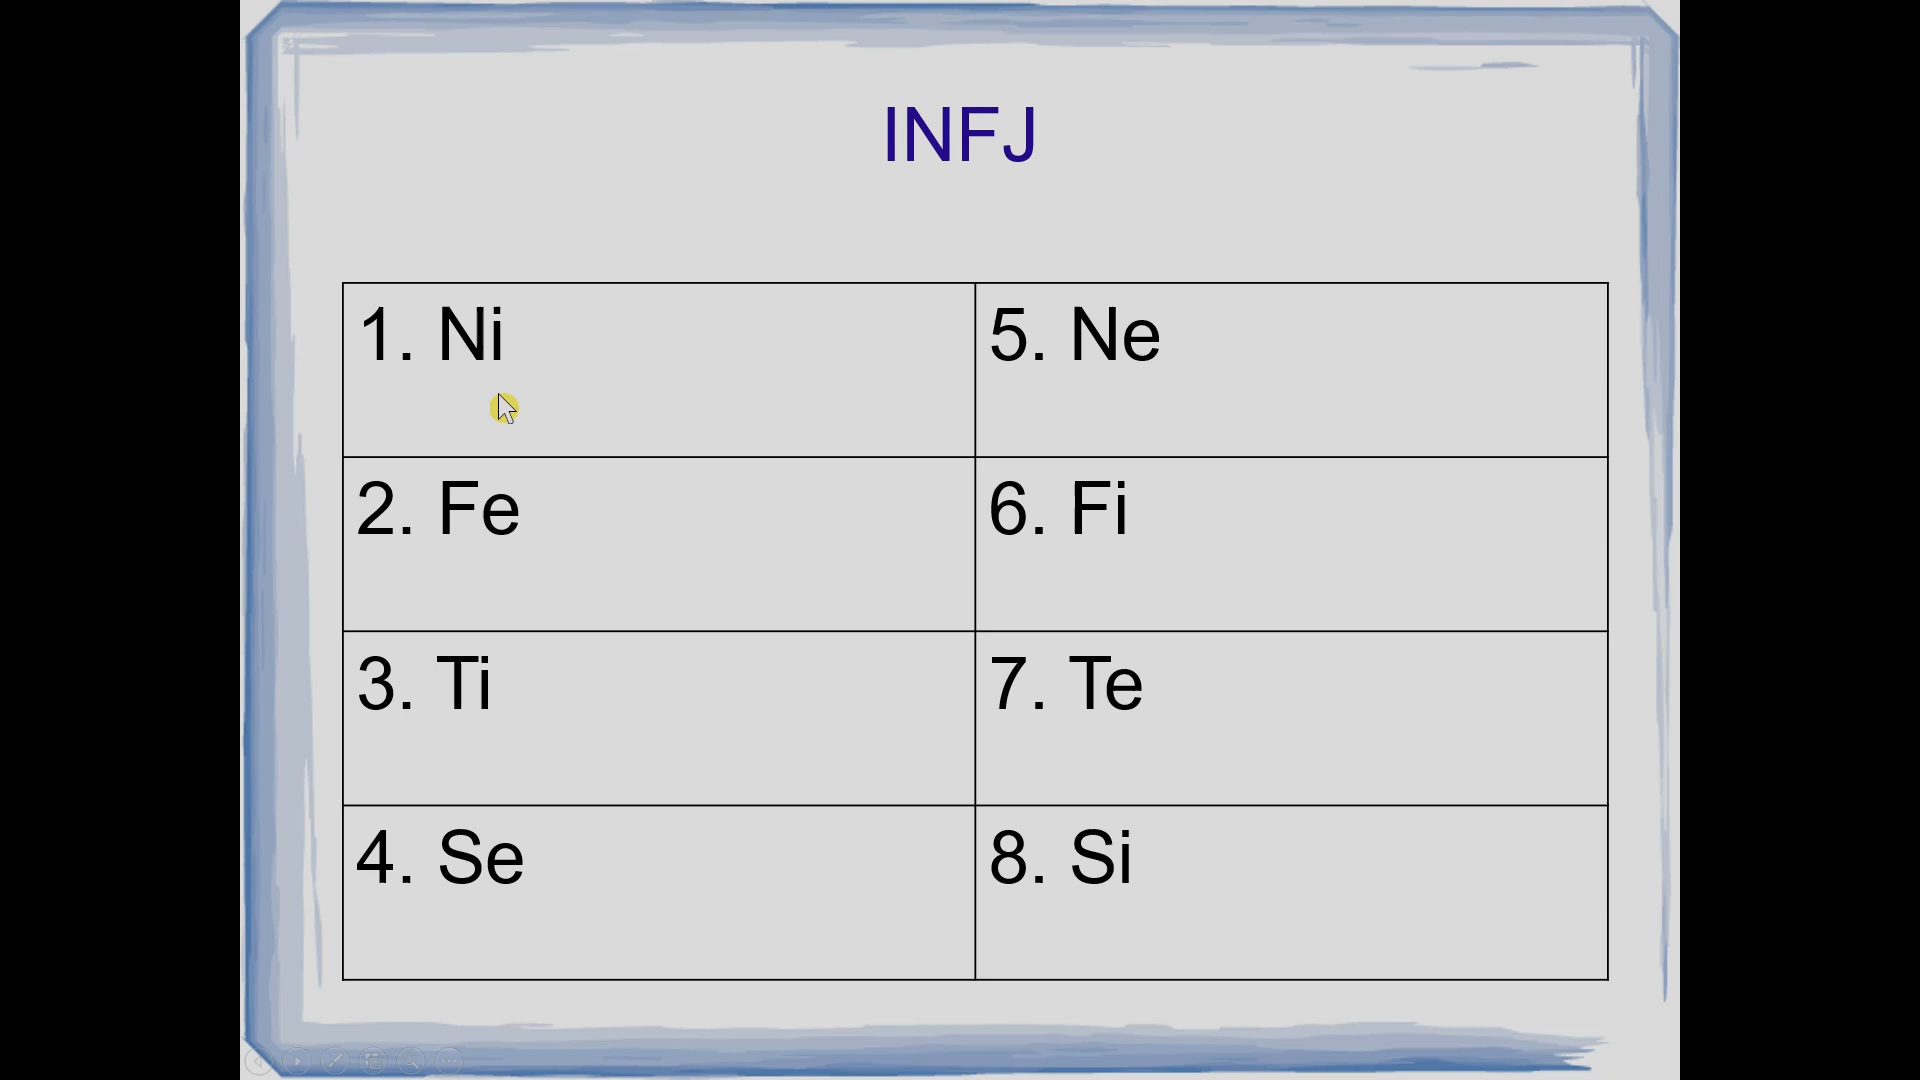 INFJ
1. Ni
5. Ne
2. Fe
6. Fi
3. Ti
7. Te
4. Se
8. Si